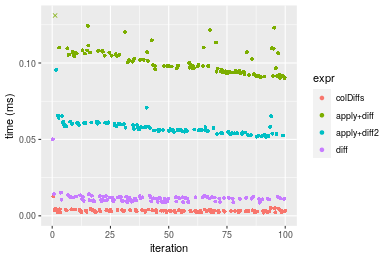 0.10
0.05
0.00
time (ms)
0
25
50
75
100
iteration
expr
colDiffs
apply+diff
apply+diff2
diff